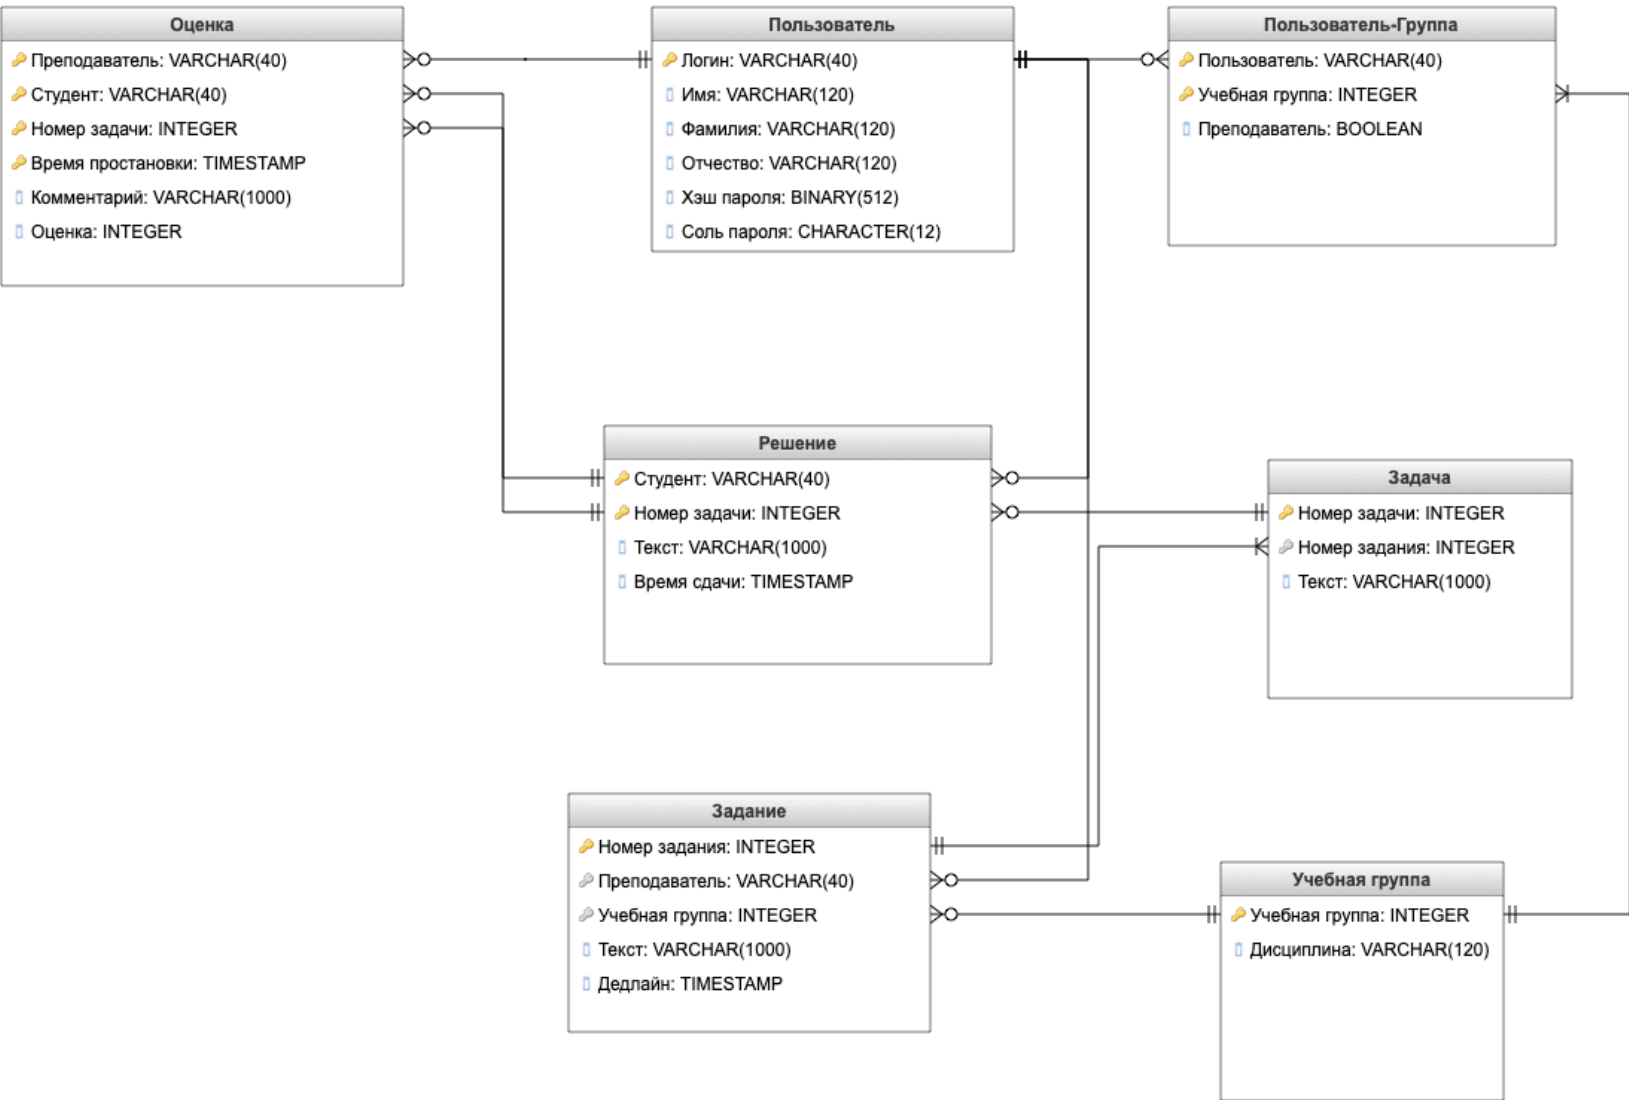 Оценка
Преподаватель: VARCHAR(40)
Студент: VARCHAR(40)
Номер задачи: INTEGER
Время простановки: TIMESTAMP
Комментарий: VARCHAR(1000)
Оценка: INTEGER
Пользователь
Логин: VARCHAR(40)
Имя: VARCHAR(120)
Фамилия: VARCHAR(120)
Отчество: VARCHAR(120)
Хэш пароля: BINARY(512)
Соль пароля: CHARACTER(12)
Пользователь-Группа
Пользователь: VARCHAR(40)
Учебная группа: INTEGER
Преподаватель: BOOLEAN
Решение
Студент: VARCHAR(40)
Номер задачи: INTEGER
Текст: VARCHAR(1000)
Время сдачи: TIMESTAMP
Задача
Номер задачи: INTEGER
Номер задания: INTEGER
Текст: VARCHAR(1000)
Задание
Номер задания: INTEGER
Преподаватель: VARCHAR(40)
Учебная группа: INTEGER
Текст: VARCHAR(1000)
Дедлайн: TIMESTAMP
Учебная группа
Учебная группа: INTEGER
Дисциплина: VARCHAR(120)